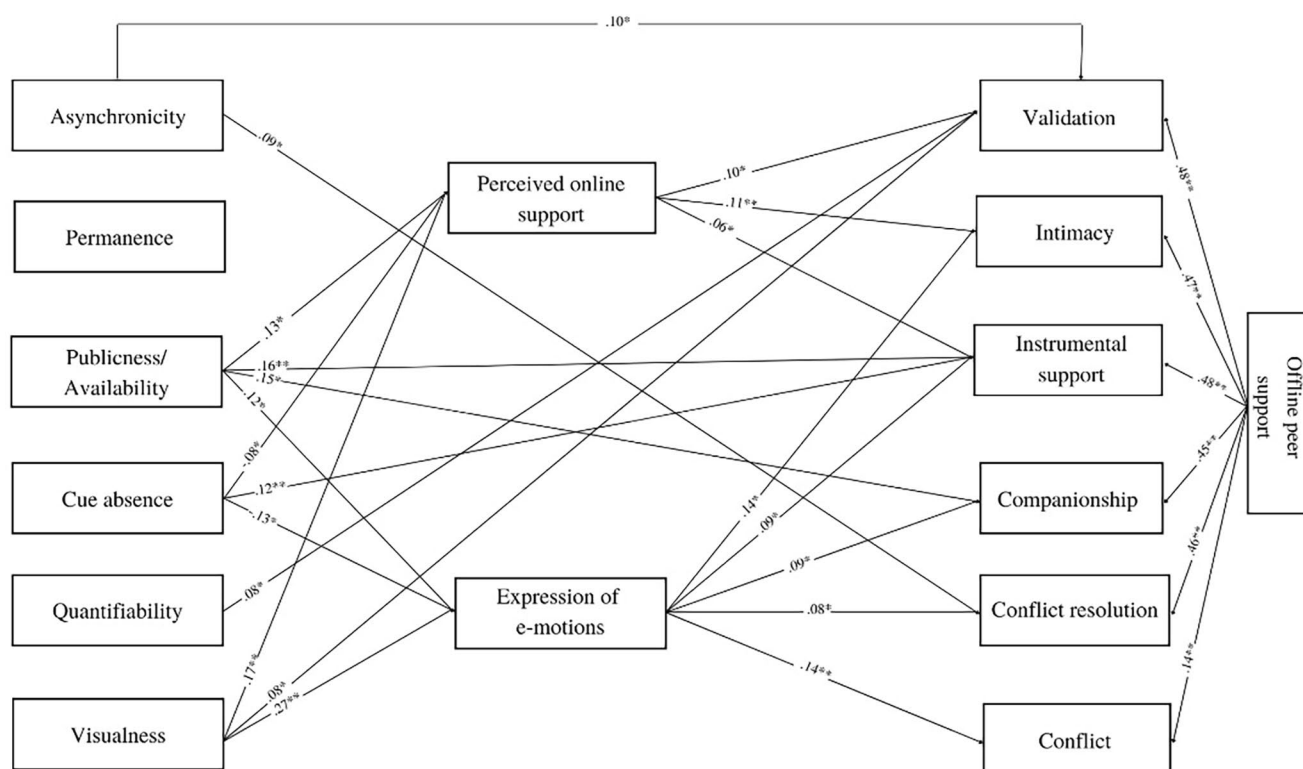 .10*
Asynchronicity
Validation
.09*
.10*
.48**
Perceived online
support
.11**
Permanence
Intimacy
.06*
.47**
.13*
Publicness/
Availability
.16**
.15*
.12*
Instrumental
support
.48**
Offline peer
support
-.08*
.45**
Cue absence
.12**
-.13*
.14*
.09*
Companionship
.46**
.09*
Quantifiability
.08*
Expression of
e-motions
.08*
Conflict resolution
.17**
.14**
.14**
.08*
.27**
Visualness
Conflict